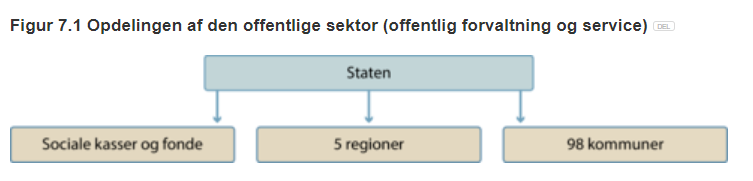 Figur 7.1 Opdelingen af den offentlige sektor (offentlig forvaltning og service) DEL
Staten
Sociale kasser og fonde 5 regioner 98 kommuner